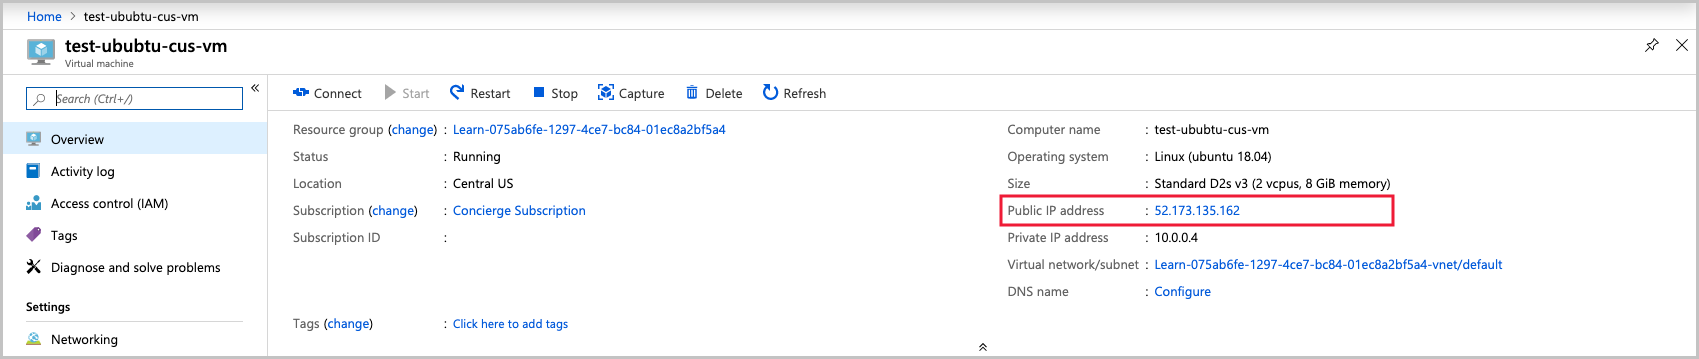 Home > test-ububtu-cus-vm
test-ububtu-cus-vm
Virtual machine
Search (Ctrl+/)
«
Overview
Activity log
Access control (IAM)
Tags
Diagnose and solve problems
Settings
Networking
Connect Start Restart Stop Capture Delete Refresh
Resource group (change) : Learn-075ab6fe-1297-4ce7-bc84-01ec8a2bf5a4
Status : Running
Location : Central US
Subscription (change) : Concierge Subscription
Subscription ID :
Tags (change) : Click here to add tags
Computer name : test-ububtu-cus-vm
Operating system : Linux (ubuntu 18.04)
Size : Standard D2s v3 (2 vcpus, 8 GiB memory)
Public IP address : 52.173.135.162
Private IP address : 10.0.0.4
Virtual network/subnet : Learn-075ab6fe-1297-4ce7-bc84-01ec8a2bf5a4-vnet/default
DNS name : Configure